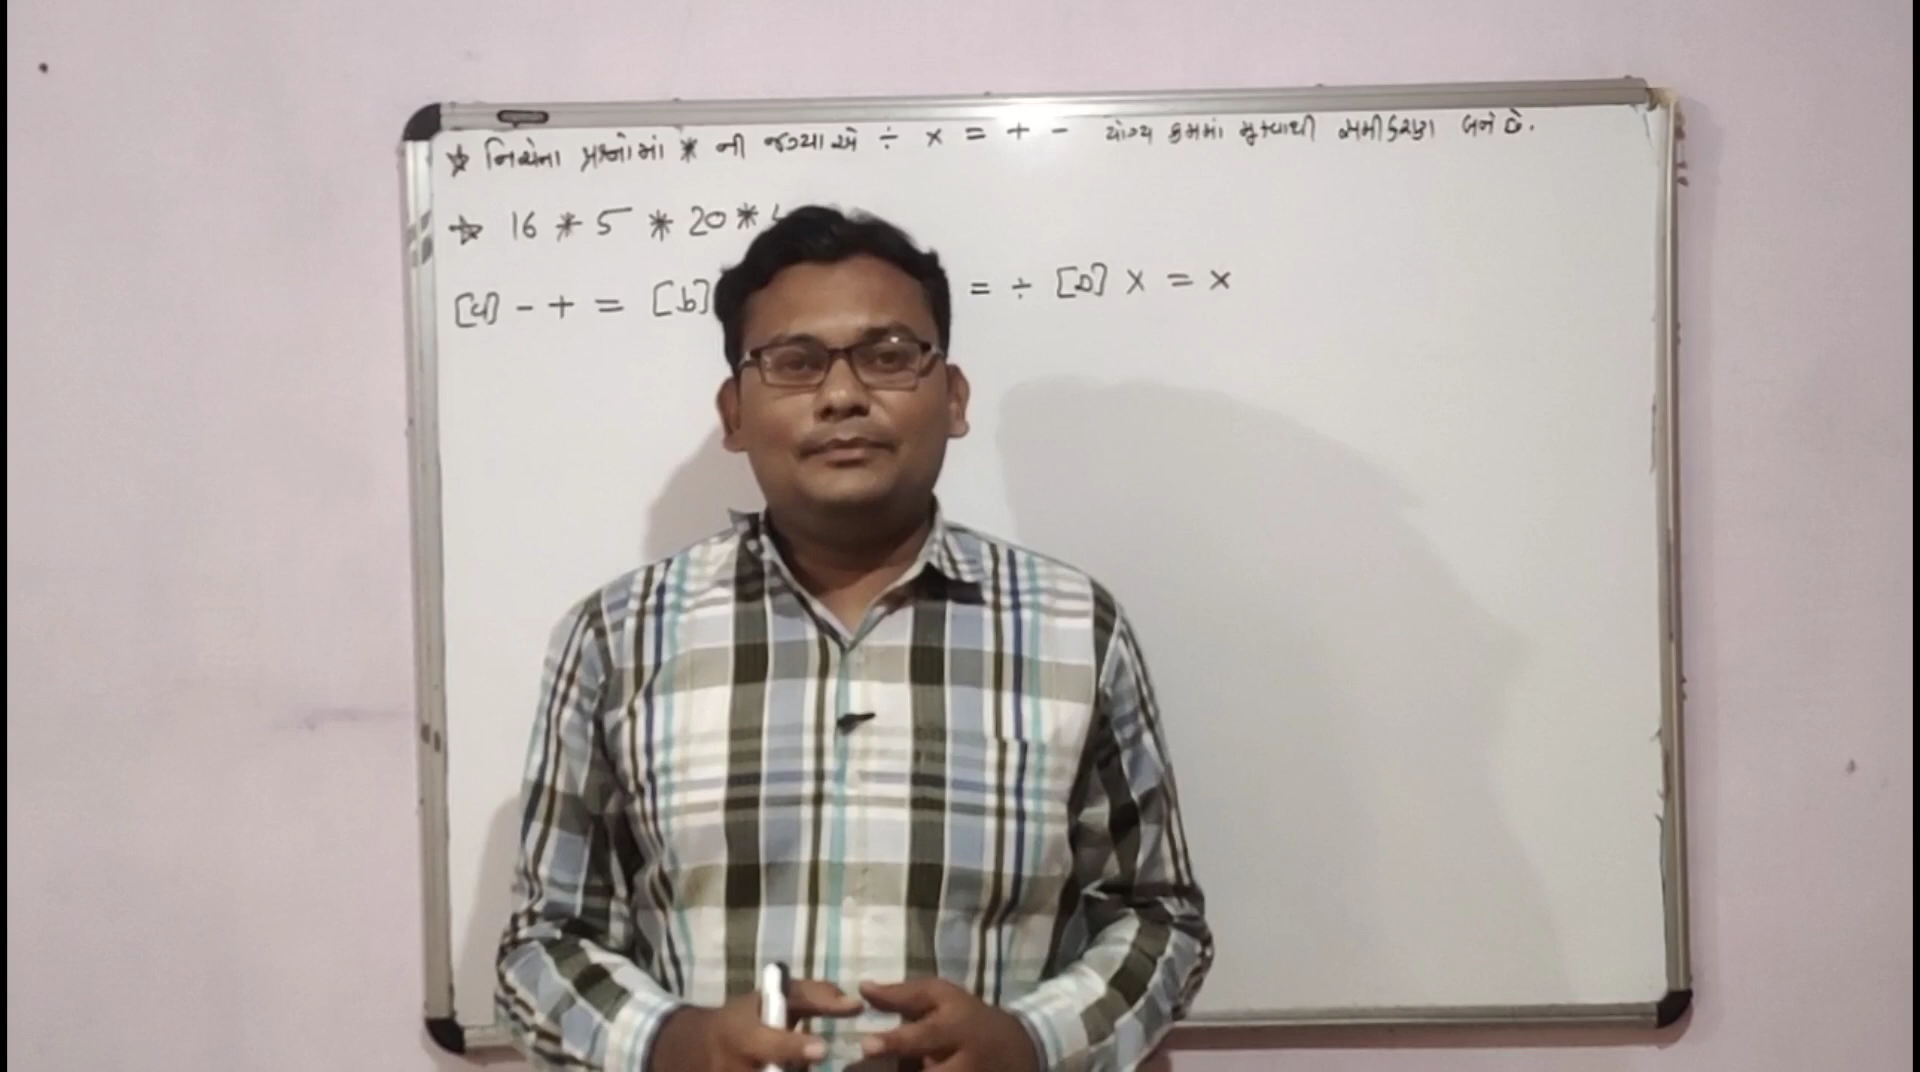 ☆ નિચેના પ્રશ્નોમાં * ની જગ્યાએ ÷ × = + - યોગ્ય ક્રમમાં મૂકવાથી સમીકરણ બને છે.
☆ 16 * 5 * 20 *
[a] - + = [b] = ÷ [D] × = ×